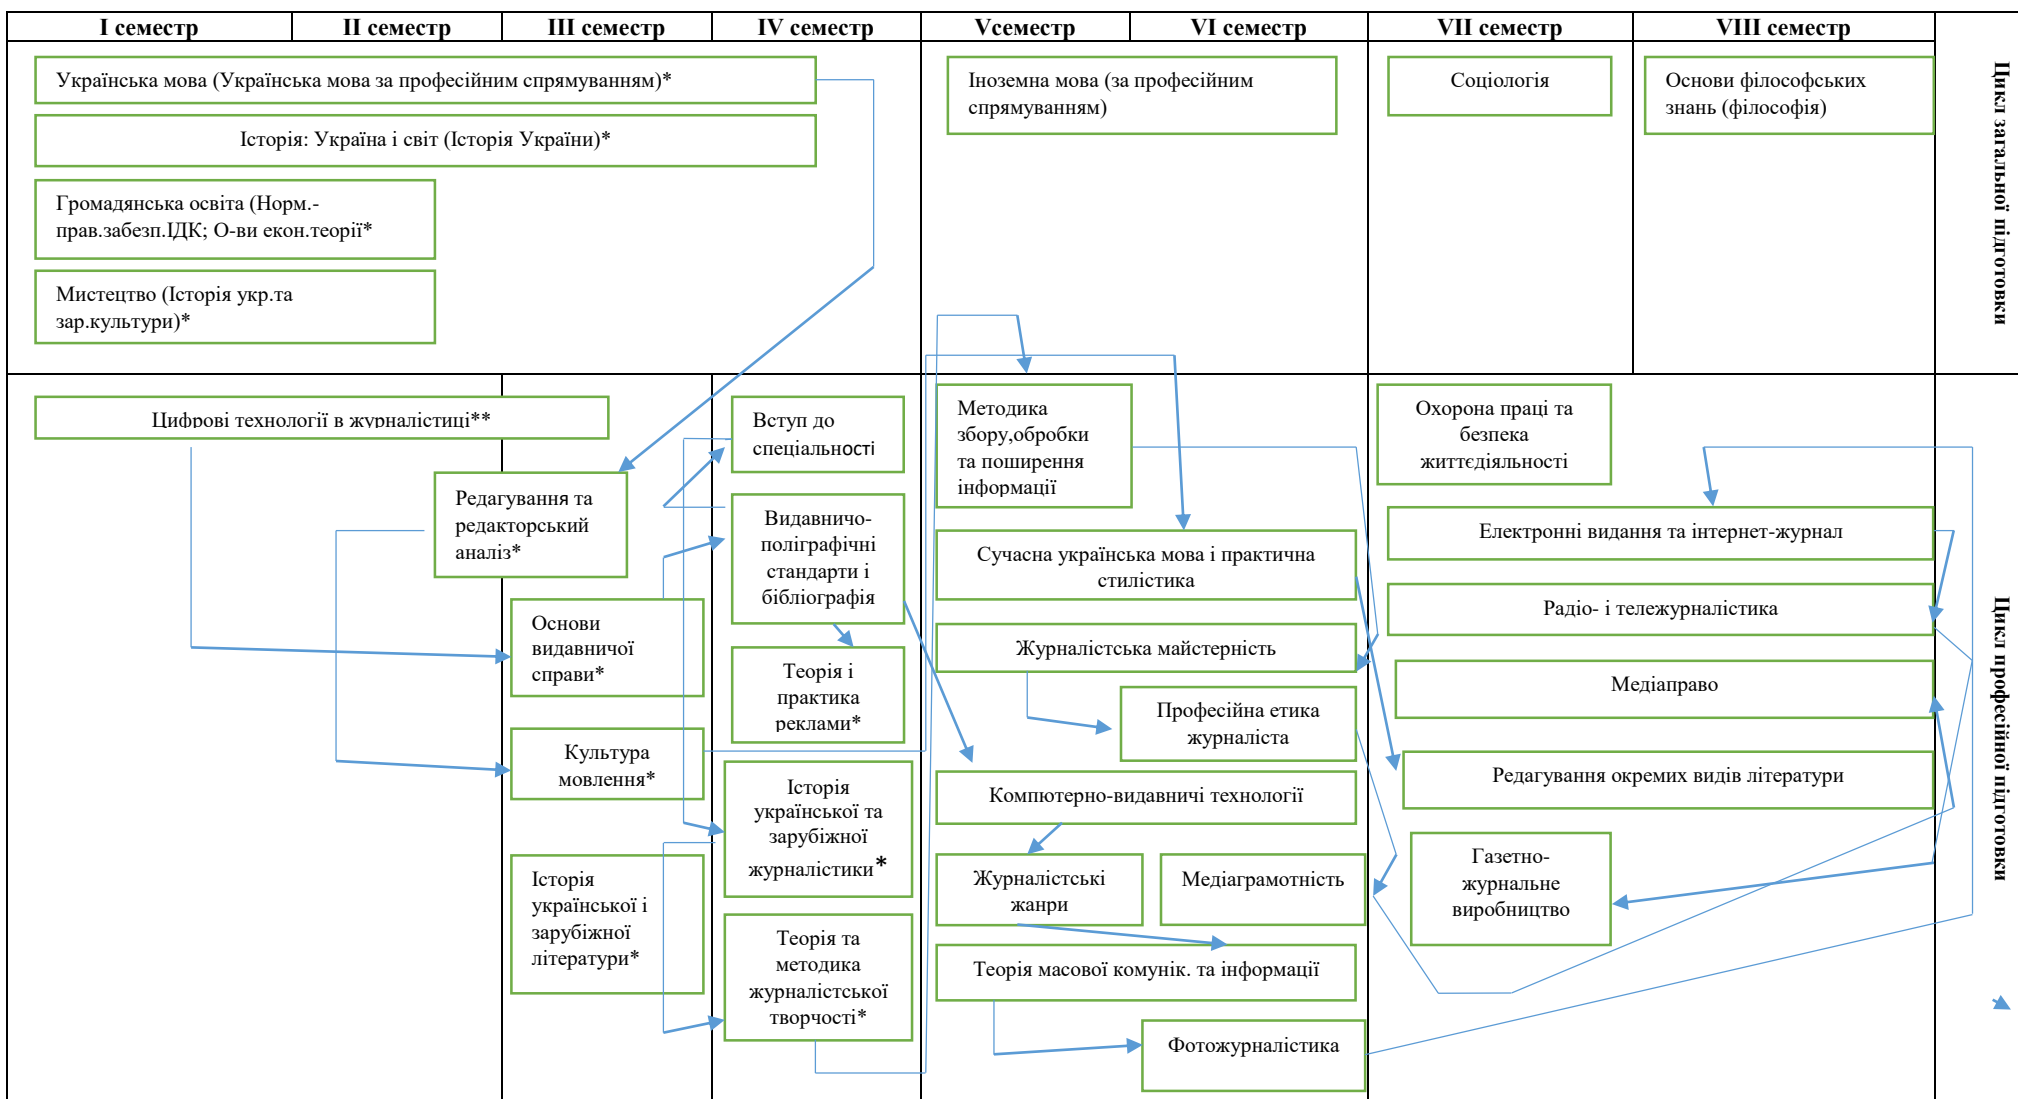 I семестр
II семестр
III семестр
IV семестр
Vсеместр
VI семестр
VII семестр
VIII семестр
Цикл загальної підготовки
Українська мова (Українська мова за професійним спрямуванням)*
Історія: Україна і світ (Історія України)*
Громадянська освіта (Норм.-
прав.забезп.ІДК; О-ви екон.теорії*
Мистецтво (Історія укр.та
зар.культури)*
Іноземна мова (за професійним
спрямуванням)
Соціологія
Основи філософських
знань (філософія)
Цикл професійної підготовки
Цифрові технології в журналістиці**
Редагування та
редакторський
аналіз*
Основи
видавничої
справи*
Культура
мовлення*
Історія
української і
зарубіжної
літератури*
Вступ до
спеціальності
Видавничо-
поліграфічні
стандарти і
бібліографія
Теорія і
практика
реклами*
Історія
української та
зарубіжної
журналістики*
Теорія та
методика
журналістської
творчості*
Методика
збору,обробки
та поширення
інформації
Сучасна українська мова і практична
стилістика
Журналістська майстерність
Професійна етика
журналіста
Компютерно-видавничі технології
Журналістські
жанри
Медіаграмотність
Теорія масової комунік. та інформації
Фотожурналістика
Охорона праці та
безпека
життєдіяльності
Електронні видання та інтернет-журнал
Радіо- і тележурналістика
Медіаправо
Редагування окремих видів літератури
Газетно-
журнальне
виробництво